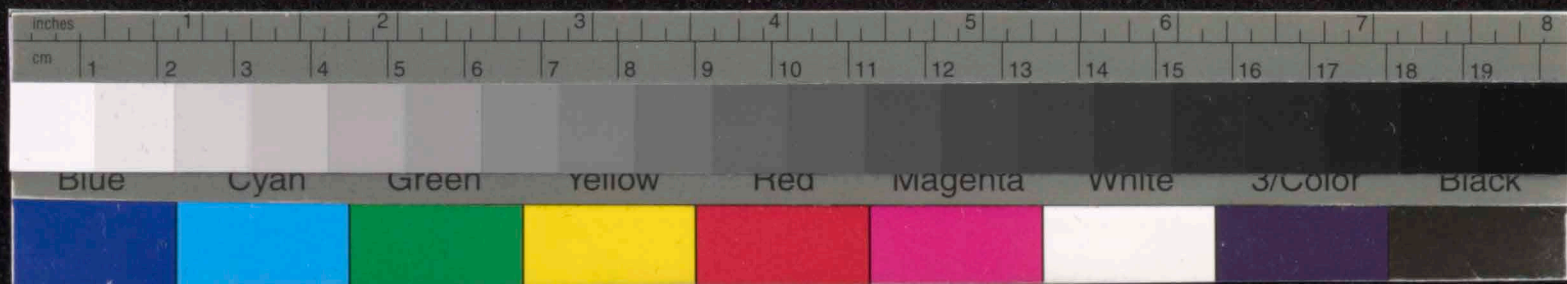 inches 1 2 3 4 5 6 7 8
cm 1 2 3 4 5 6 7 8 9 10 11 12 13 14 15 16 17 18 19
Blue Cyan Green Yellow Red Magenta White 3/Color Black